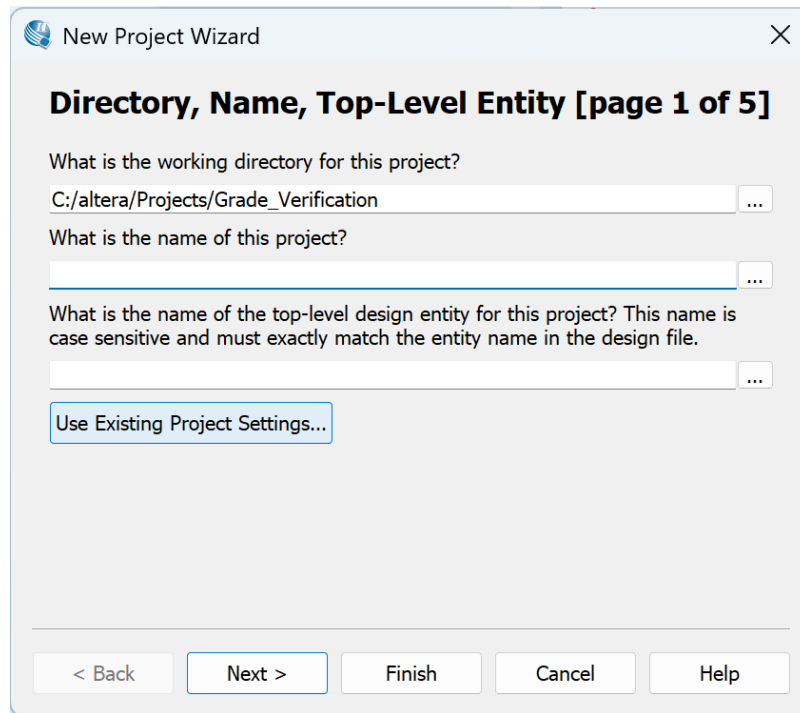 New Project Wizard
Directory, Name, Top-Level Entity [page 1 of 5]
What is the working directory for this project?
C:/altera/Projects/Grade_Verification
...
What is the name of this project?
...
What is the name of the top-level design entity for this project? This name is
case sensitive and must exactly match the entity name in the design file.
...
Use Existing Project Settings...
< Back
Next >
Finish
Cancel
Help